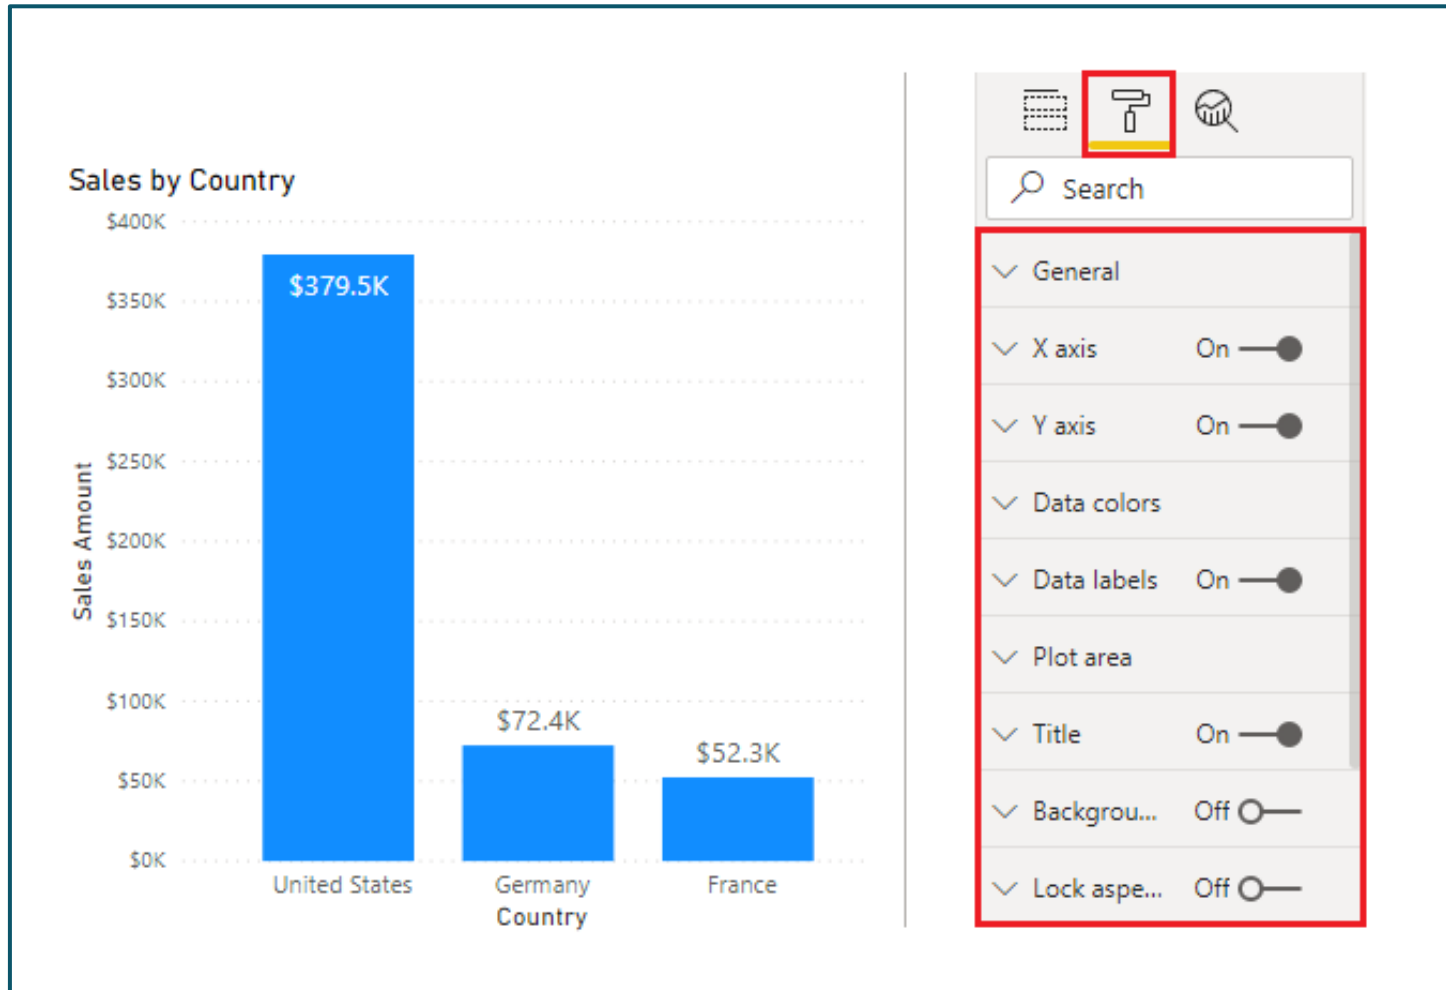 Sales by Country
$400K
$350K
$300K
$250K
$200K
$150K
$100K
$50K
$0K
Sales Amount
$379.5K
$72.4K
$52.3K
United States
Germany
France
Country
Search
General
X axis On
Y axis On
Data colors
Data labels On
Plot area
Title On
Backgrou... Off
Lock aspe... Off